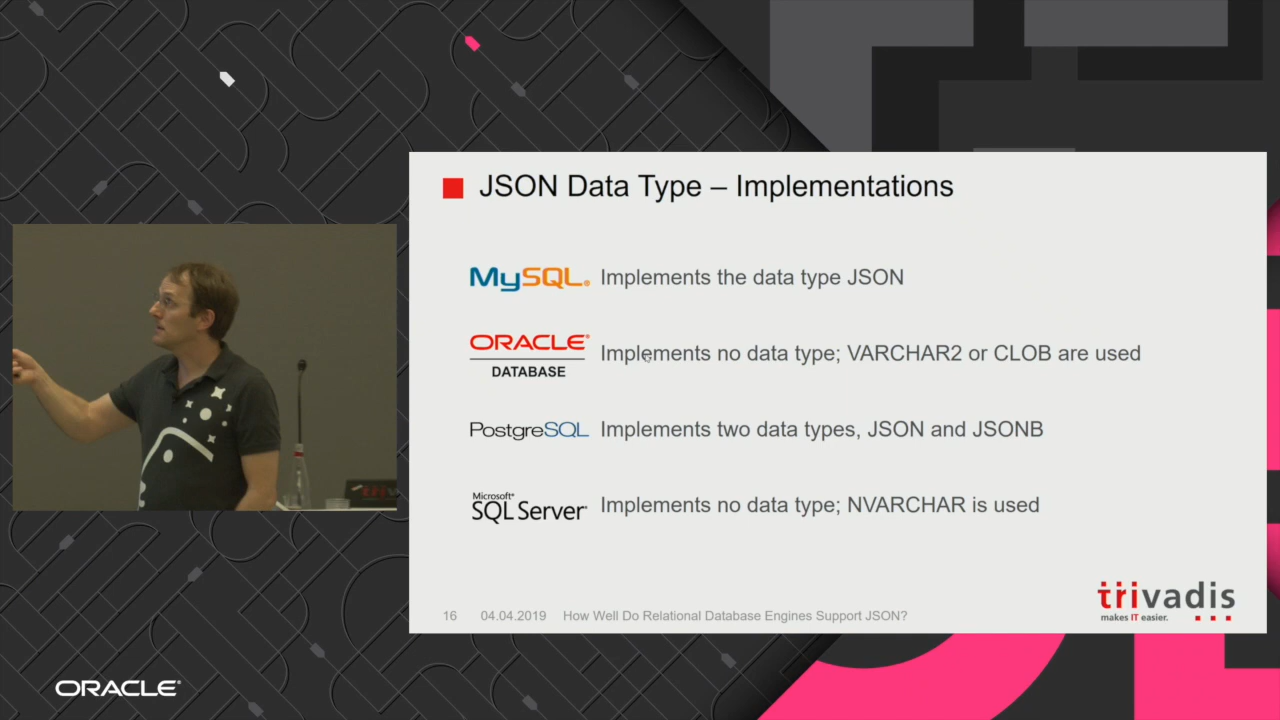 JSON Data Type – Implementations
MySQL® Implements the data type JSON
ORACLE® DATABASE Implements no data type; VARCHAR2 or CLOB are used
PostgreSQL Implements two data types, JSON and JSONB
Microsoft® SQL Server® Implements no data type; NVARCHAR is used
trivadis
makes IT easier.
16 04.04.2019 How Well Do Relational Database Engines Support JSON?
ORACLE®